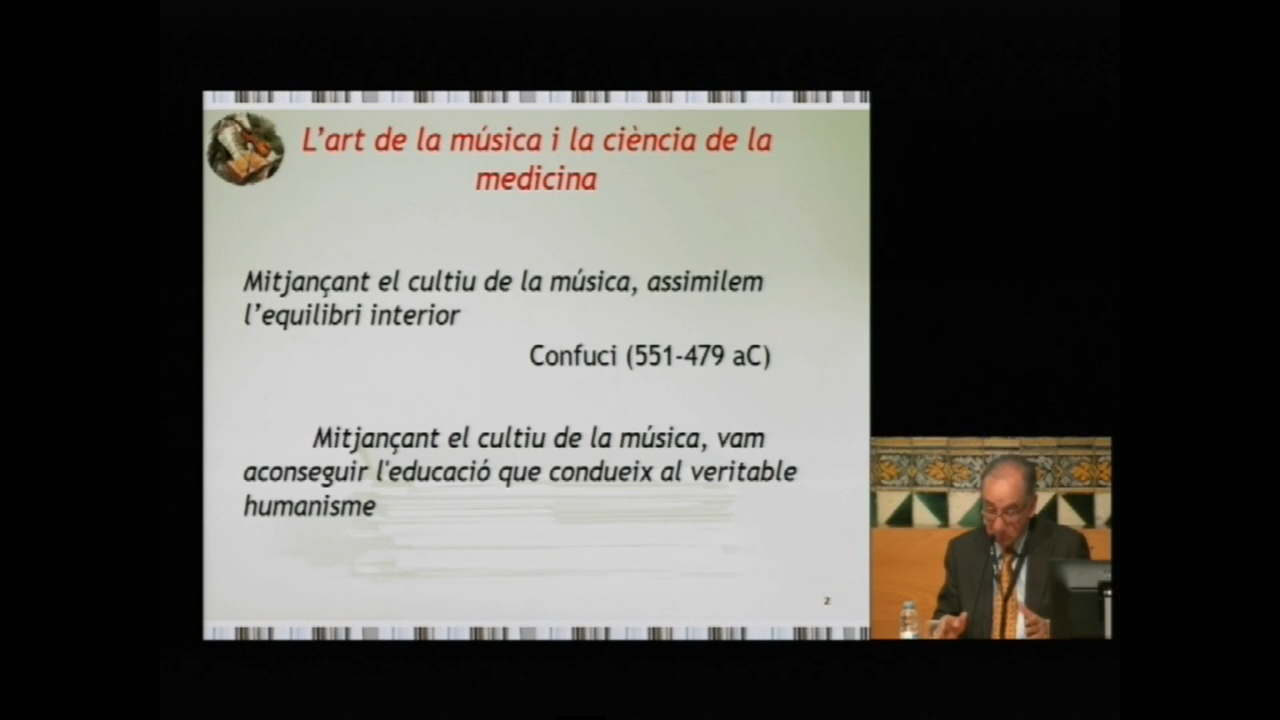 L’art de la música i la ciència de la
medicina
Mitjançant el cultiu de la música, assimilem
l’equilibri interior
Confuci (551-479 aC)
Mitjançant el cultiu de la música, vam
aconseguir l'educació que condueix al veritable
humanisme
2